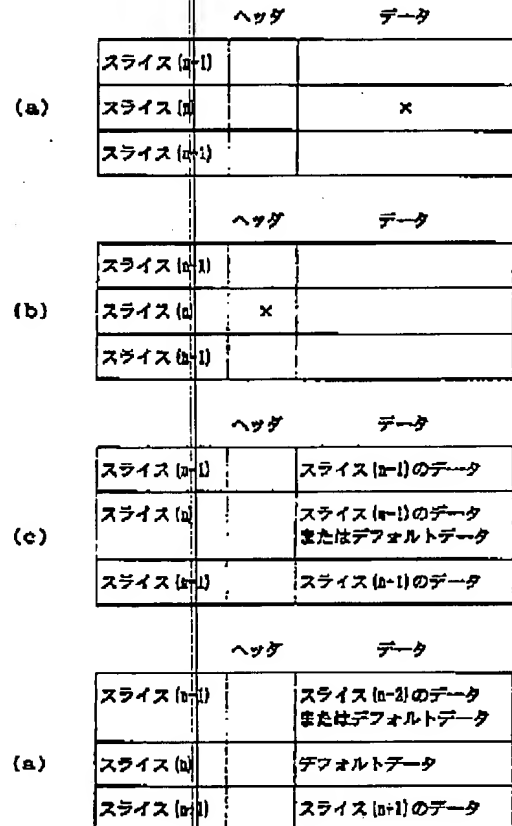 ヘッダ データ
スライス(n-1)
(a) スライス(n) ×
スライス(n-1)
ヘッダ データ
スライス(n-1)
(b) スライス(n) ×
スライス(n-1)
ヘッダ データ
スライス(n-1) スライス(n-1)のデータ
スライス(n) スライス(n-1)のデータ
(c) またはデフォルトデータ
スライス(n-1) スライス(n-1)のデータ
ヘッダ データ
スライス(n-1) スライス(n-2)のデータ
またはデフォルトデータ
(a) スライス(n) デフォルトデータ
スライス(n+1) スライス(n+1)のデータ